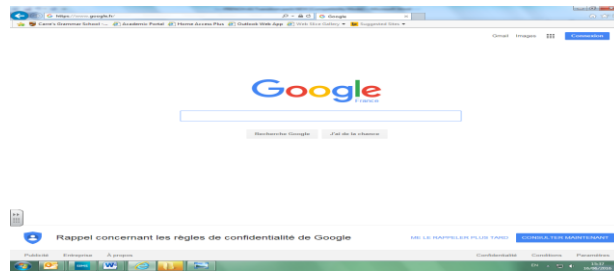 https://www.google.fr/
Google
Caror's Grammar School
Academic Portal
Home Access Plus
Outlook Web App
Web Slice Gallery
Suggested Sites
Gmail Images
Connexion
Google
France
Recherche Google J'ai de la chance
Rappel concernant les règles de confidentialité de Google
ME LE RAPPELER PLUS TARD
CONSULTER MAINTENANT
Publicité Entreprise À propos
Confidentialité Conditions Paramètres
EN